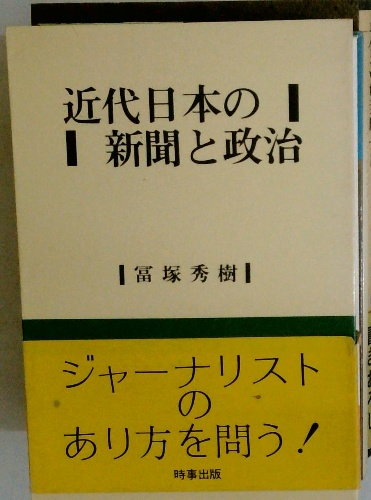 近代日本の
新聞と政治
冨塚秀樹
ジャーナリスト
の
あり方を問う!
時事出版